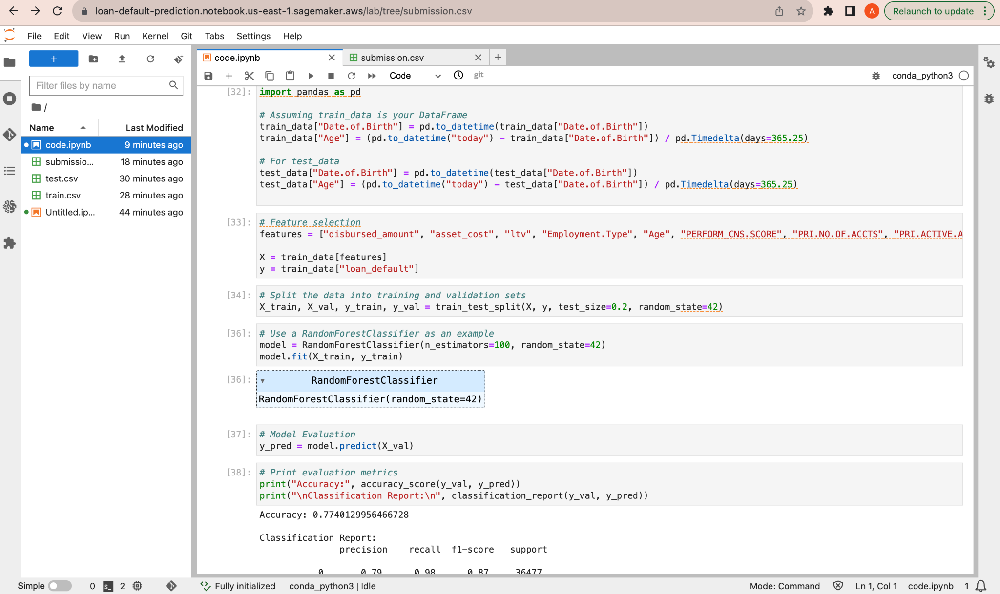 loan-default-prediction.notebook.us-east-1.sagemaker.aws/lab/tree/submission.csv
A
Relaunch to update
File Edit View Run Kernel Git Tabs Settings Help
+
code.ipynb
submission.csv
Filter files by name
Code
git
conda_python3
/
Name Last Modified
code.ipynb 9 minutes ago
submissio... 18 minutes ago
test.csv 30 minutes ago
train.csv 28 minutes ago
Untitled.ip... 44 minutes ago
[32]: import pandas as pd
# Assuming train_data is your DataFrame
train_data["Date.of.Birth"] = pd.to_datetime(train_data["Date.of.Birth"])
train_data["Age"] = (pd.to_datetime("today") - train_data["Date.of.Birth"]) / pd.Timedelta(days=365.25)
# For test_data
test_data["Date.of.Birth"] = pd.to_datetime(test_data["Date.of.Birth"])
test_data["Age"] = (pd.to_datetime("today") - test_data["Date.of.Birth"]) / pd.Timedelta(days=365.25)
[33]: # Feature selection
features = ["disbursed_amount", "asset_cost", "ltv", "Employment.Type", "Age", "PERFORM_CNS.SCORE", "PRI.NO.OF.ACCTS", "PRI.ACTIVE.A
X = train_data[features]
y = train_data["loan_default"]
[34]: # Split the data into training and validation sets
X_train, X_val, y_train, y_val = train_test_split(X, y, test_size=0.2, random_state=42)
[36]: # Use a RandomForestClassifier as an example
model = RandomForestClassifier(n_estimators=100, random_state=42)
model.fit(X_train, y_train)
[36]: RandomForestClassifier
RandomForestClassifier(random_state=42)
[37]: # Model Evaluation
y_pred = model.predict(X_val)
[38]: # Print evaluation metrics
print("Accuracy:", accuracy_score(y_val, y_pred))
print("\nClassification Report:\n", classification_report(y_val, y_pred))
Accuracy: 0.7740129956466728
Classification Report:
precision recall f1-score support
0 0.79 0.98 0.87 36477
Simple 0 $_ 2 Fully initialized conda_python3 | Idle Mode: Command Ln 1, Col 1 code.ipynb 1